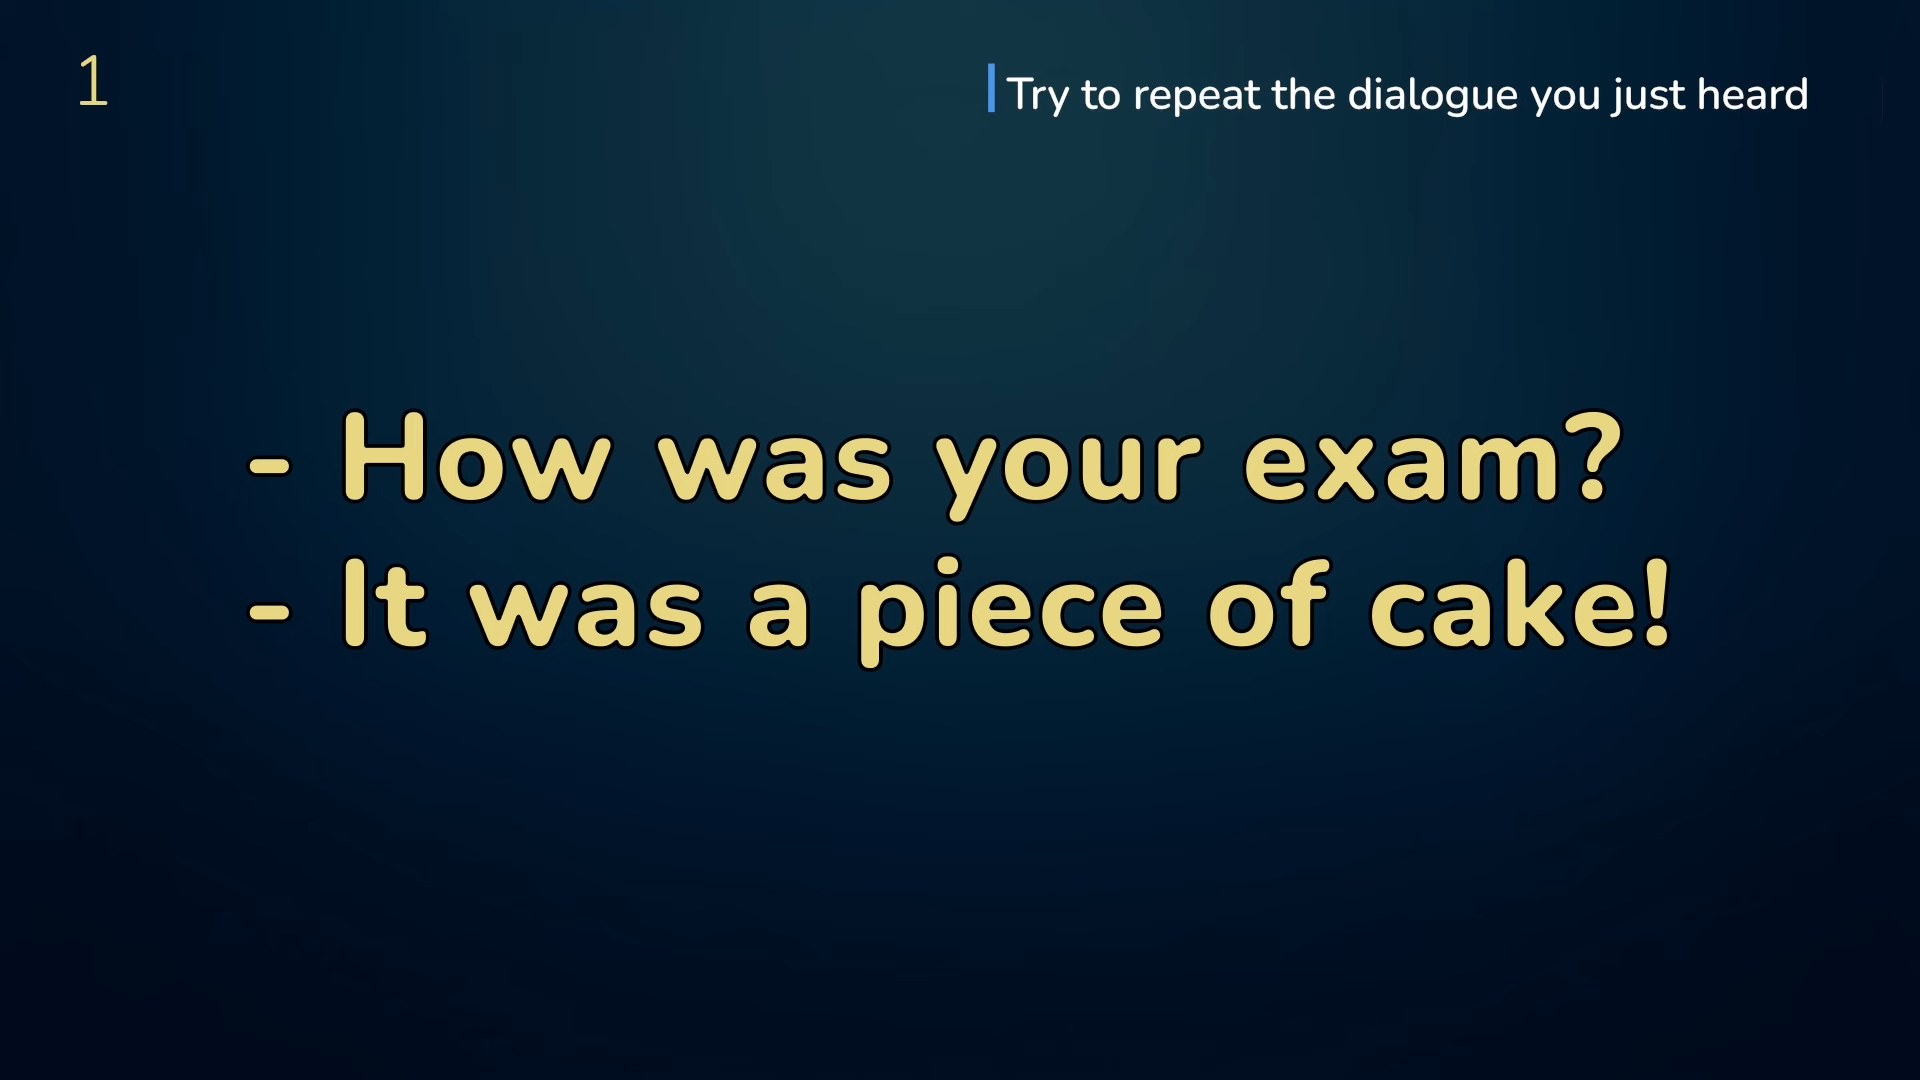 1
Try to repeat the dialogue you just heard
- How was your exam?
- It was a piece of cake!